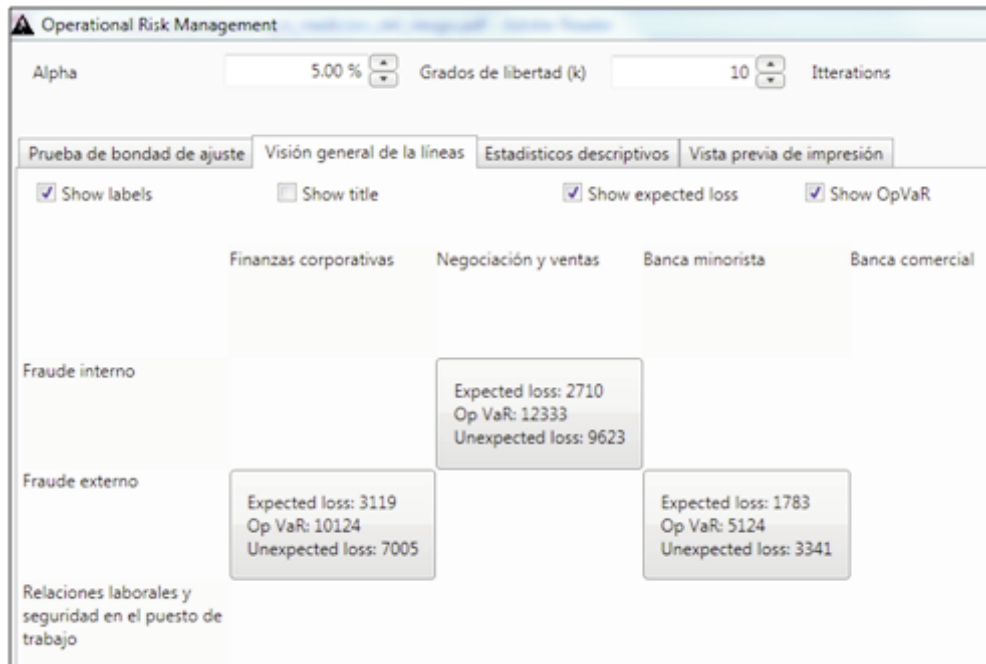 Operational Risk Management
Alpha 5.00 % Grados de libertad (k) 10 Itterations
Prueba de bondad de ajuste Visión general de la líneas Estadisticos descriptivos Vista previa de impresión
Show labels Show title Show expected loss Show OpVaR
Finanzas corporativas Negociación y ventas Banca minorista Banca comercial
Fraude interno
Expected loss: 2710
Op VaR: 12333
Unexpected loss: 9623
Fraude externo
Expected loss: 3119
Op VaR: 10124
Unexpected loss: 7005
Expected loss: 1783
Op VaR: 5124
Unexpected loss: 3341
Relaciones laborales y
seguridad en el puesto de
trabajo